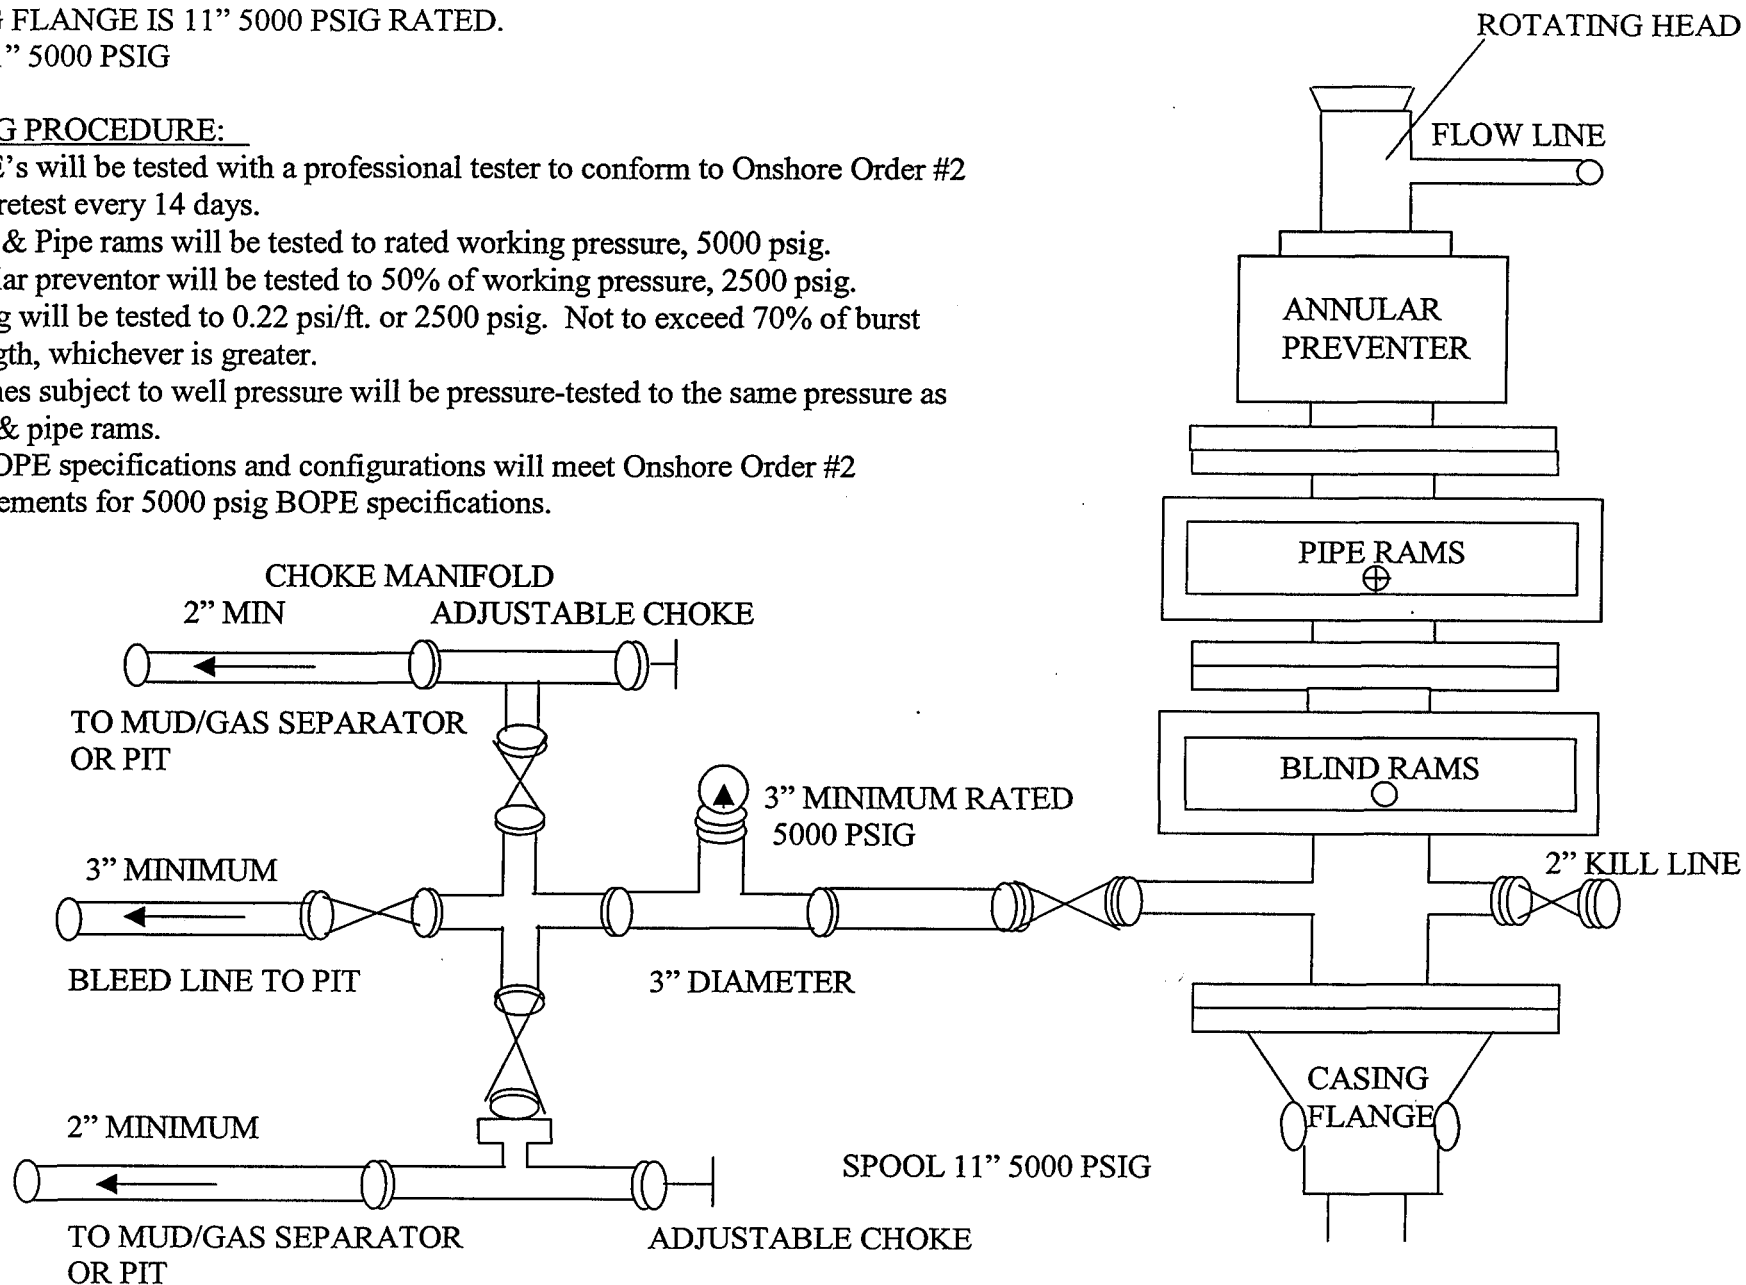 FLANGE IS 11” 5000 PSIG RATED.
” 5000 PSIG
G PROCEDURE:
E’s will be tested with a professional tester to conform to Onshore Order #2
retest every 14 days.
& Pipe rams will be tested to rated working pressure, 5000 psig.
lar preventor will be tested to 50% of working pressure, 2500 psig.
g will be tested to 0.22 psi/ft. or 2500 psig. Not to exceed 70% of burst
gth, whichever is greater.
nes subject to well pressure will be pressure-tested to the same pressure as
& pipe rams.
OPE specifications and configurations will meet Onshore Order #2
ements for 5000 psig BOPE specifications.
ROTATING HEAD
FLOW LINE
ANNULAR
PREVENTER
PIPE RAMS
BLIND RAMS
2” KILL LINE
CASING
FLANGE
CHOKE MANIFOLD
2” MIN
ADJUSTABLE CHOKE
TO MUD/GAS SEPARATOR
OR PIT
3” MINIMUM RATED
5000 PSIG
3” MINIMUM
BLEED LINE TO PIT
3” DIAMETER
2” MINIMUM
SPOOL 11” 5000 PSIG
TO MUD/GAS SEPARATOR
OR PIT
ADJUSTABLE CHOKE